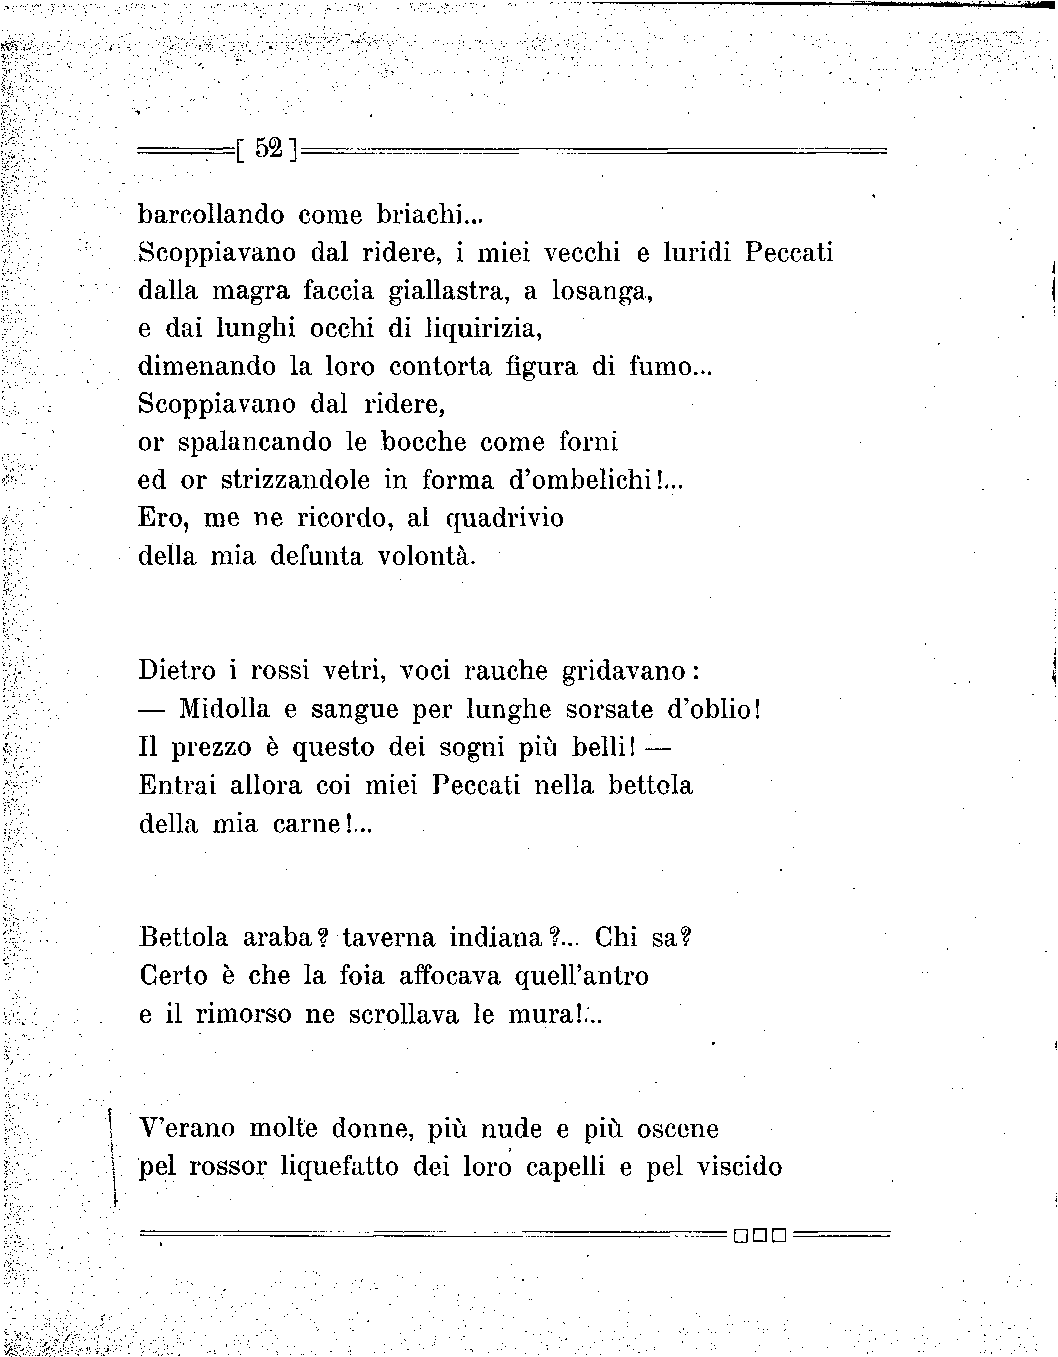 [ 52 ]
barcollando come briachi...
Scoppiavano dal ridere, i miei vecchi e luridi Peccati
dalla magra faccia giallastra, a losanga,
e dai lunghi occhi di liquirizia,
dimenando la loro contorta figura di fumo...
Scoppiavano dal ridere,
or spalancando le bocche come forni
ed or strizzandole in forma d'ombelichi!...
Ero, me ne ricordo, al quadrivio
della mia defunta volontà.
Dietro i rossi vetri, voci rauche gridavano:
— Midolla e sangue per lunghe sorsate d'oblio!
Il prezzo è questo dei sogni più belli! —
Entrai allora coi miei Peccati nella bettola
della mia carne!...
Bettola araba? taverna indiana?... Chi sa?
Certo è che la foia affocava quell'antro
e il rimorso ne scrollava le mura!...
V'erano molte donne, più nude e più oscene
pel rossor liquefatto dei loro capelli e pel viscido